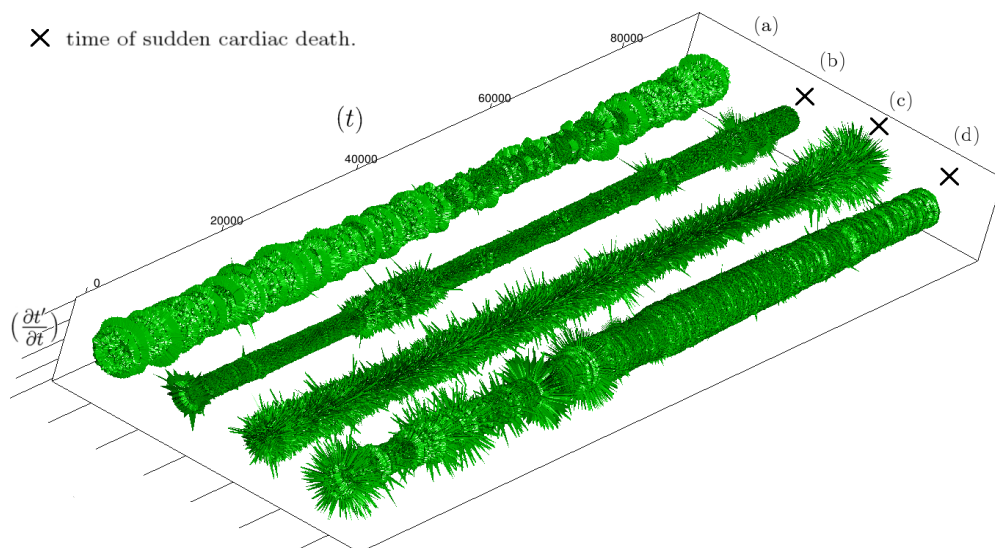 × time of sudden cardiac death.
(a)
80000
(b)
60000
(c)
(t)
(d)
40000
20000
0
(∂t′/∂t)